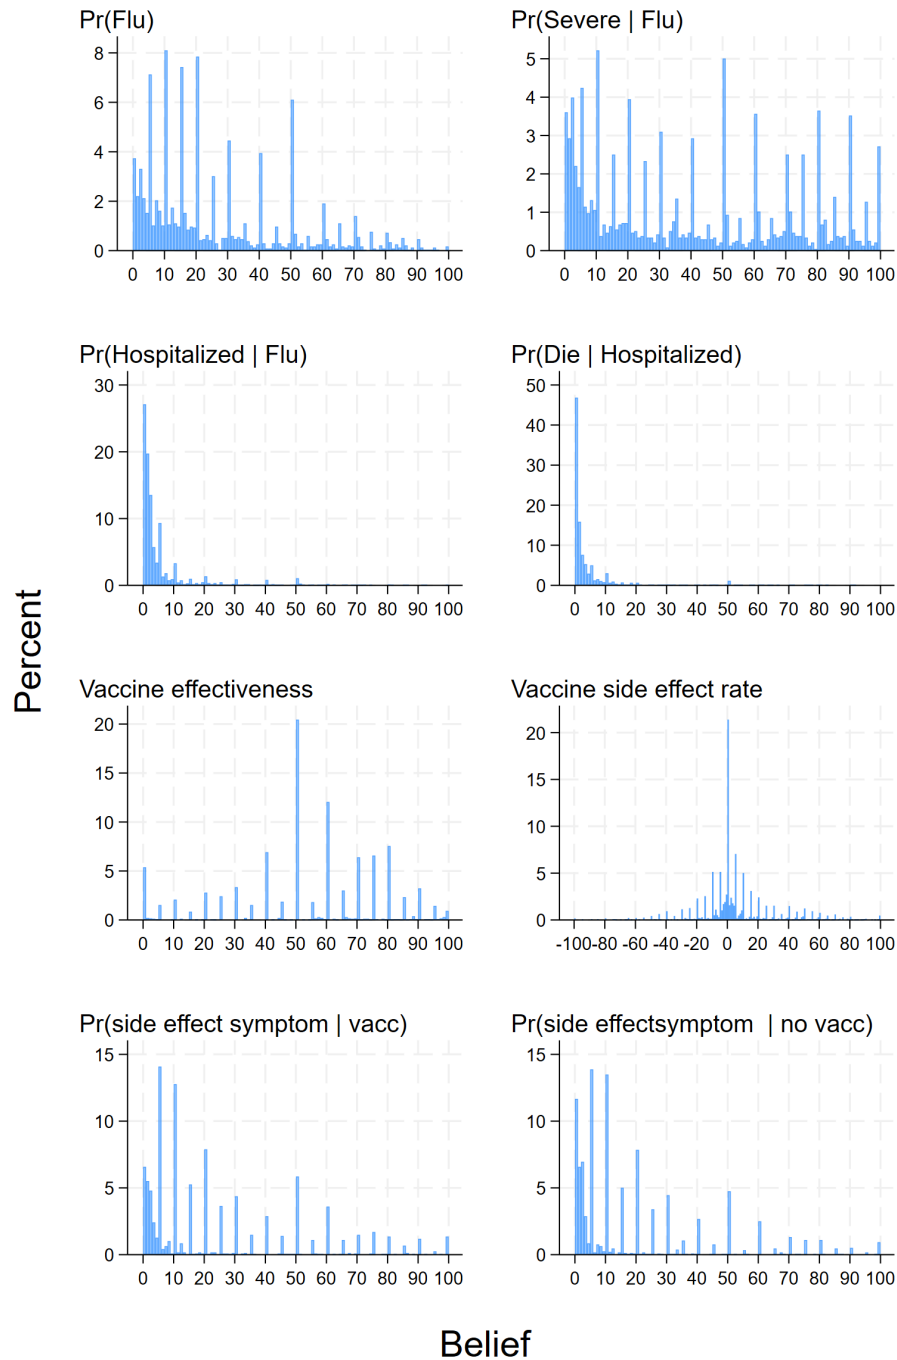 Pr(Flu)
8
6
4
2
0
0 10 20 30 40 50 60 70 80 90 100
Pr(Severe | Flu)
5
4
3
2
1
0
0 10 20 30 40 50 60 70 80 90 100
Pr(Hospitalized | Flu)
30
20
10
0
0 10 20 30 40 50 60 70 80 90 100
Pr(Die | Hospitalized)
50
40
30
20
10
0
0 10 20 30 40 50 60 70 80 90 100
Vaccine effectiveness
20
15
10
5
0
0 10 20 30 40 50 60 70 80 90 100
Vaccine side effect rate
20
15
10
5
0
-100 -80 -60 -40 -20 0 20 40 60 80 100
Pr(side effect symptom | vacc)
15
10
5
0
0 10 20 30 40 50 60 70 80 90 100
Pr(side effectsymptom | no vacc)
15
10
5
0
0 10 20 30 40 50 60 70 80 90 100
Percent
Belief